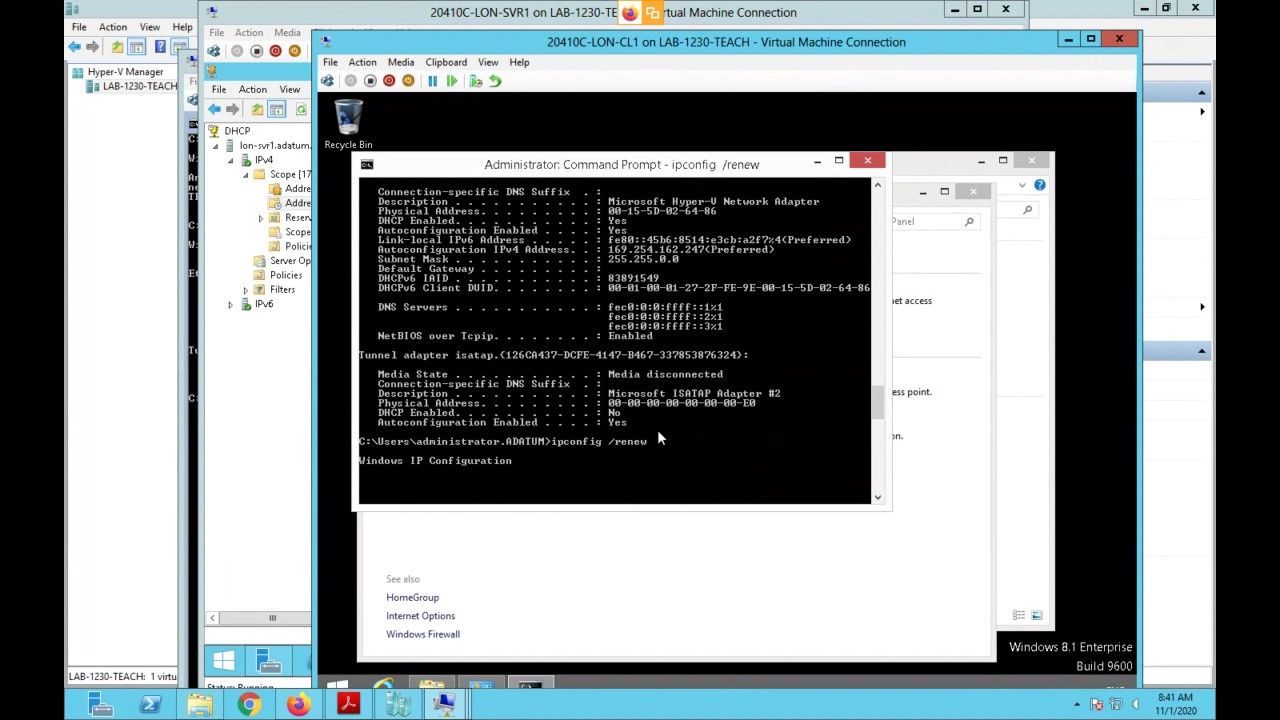 20410C-LON-SVR1 on LAB-1230-TE
rtual Machine Connection
File Action View Help
File Action Media
20410C-LON-CL1 on LAB-1230-TEACH - Virtual Machine Connection
File Action Media Clipboard View Help
Hyper-V Manager
LAB-1230-TEACH
File Action View
DHCP
lon-svr1.adatum.
IPv4
Scope [17
Addre
Addre
Reserv
Scope
Policie
Server Op
Policies
Filters
IPv6
Recycle Bin
Administrator: Command Prompt - ipconfig /renew
Connection-specific DNS Suffix . :
Description . . . . . . . . . . . : Microsoft Hyper-V Network Adapter
Physical Address. . . . . . . . . : 00-15-5D-02-64-86
DHCP Enabled. . . . . . . . . . . : Yes
Autoconfiguration Enabled . . . . : Yes
Link-local IPv6 Address . . . . . : fe80::45b6:8514:e3cb:a2f7%4(Preferred)
Autoconfiguration IPv4 Address. . : 169.254.162.247(Preferred)
Subnet Mask . . . . . . . . . . . : 255.255.0.0
Default Gateway . . . . . . . . . :
DHCPv6 IAID . . . . . . . . . . . : 83891549
DHCPv6 Client DUID. . . . . . . . : 00-01-00-01-27-2F-FE-9E-00-15-5D-02-64-86
DNS Servers . . . . . . . . . . . : fec0:0:0:ffff::1%1
fec0:0:0:ffff::2%1
fec0:0:0:ffff::3%1
NetBIOS over Tcpip. . . . . . . . : Enabled
Tunnel adapter isatap.{126CA437-DCFE-4147-B467-337853876324}:
Media State . . . . . . . . . . . : Media disconnected
Connection-specific DNS Suffix . :
Description . . . . . . . . . . . : Microsoft ISATAP Adapter #2
Physical Address. . . . . . . . . : 00-00-00-00-00-00-00-E0
DHCP Enabled. . . . . . . . . . . : No
Autoconfiguration Enabled . . . . : Yes
C:\Users\administrator.ADATUM>ipconfig /renew
Windows IP Configuration
Panel
et access
ess point.
on.
See also
HomeGroup
Internet Options
Windows Firewall
Windows 8.1 Enterprise
Build 9600
LAB-1230-TEACH: 1 virtu
Status: Running
8:41 AM
11/1/2020